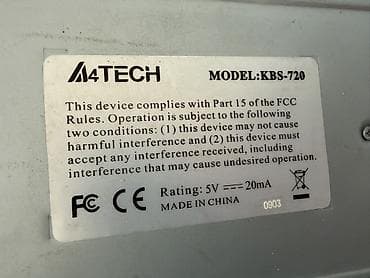 A4TECH MODEL:KBS-720
This device complies with Part 15 of the FCC
Rules. Operation is subject to the following
two conditions: (1) this device may not cause
harmful interference and (2) this device must
accept any interference received, including
interference that may cause undesired operation.
FC CE Rating: 5V ⎓ 20mA
MADE IN CHINA 0903